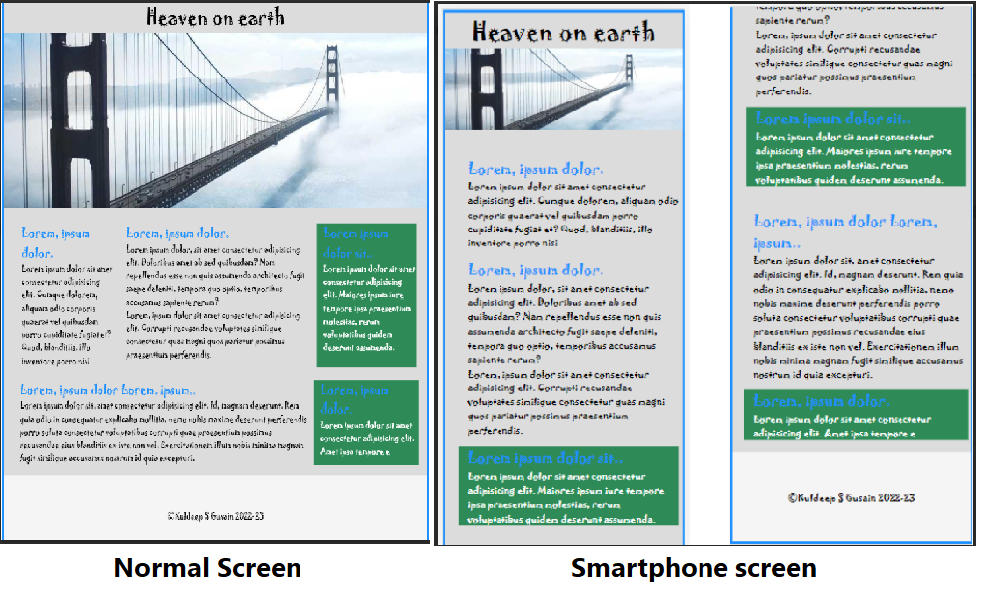 Heaven on earth
Lorem, ipsum
dolor.
Lorem ipsum dolor sit amet
consectetur adipisicing
elit. Cumque dolorem,
aliquam odio corporis
quaerat vel quibusdam
porro cupiditate fugiat et?
Quod, blanditiis, illo
inventore porro nisi
Lorem, ipsum dolor.
Lorem ipsum dolor, sit amet consectetur adipisicing
elit. Doloribus amet ab sed quibusdam? Nam
repellendus esse non quis assumenda architecto fugit
saepe deleniti, tempora quo optio, temporibus
accusamus sapiente rerum?
Lorem, ipsum dolor sit amet consectetur adipisicing
elit. Corrupti recusandae voluptates similique
consectetur quas magni quos pariatur possimus
praesentium perferendis.
Lorem ipsum
dolor sit..
Lorem ipsum dolor sit amet
consectetur adipisicing
elit. Maiores ipsum iure
tempore ipsa praesentium
molestias, rerum
voluptatibus quidem
deserunt assumenda.
Lorem, ipsum dolor Lorem, ipsum..
Lorem ipsum dolor sit, amet consectetur adipisicing elit. Id, magnam deserunt. Rem
quia odio in consequatur explicabo mollitia, nemo nobis maxime deserunt perferendis
porro soluta consectetur voluptatibus corrupti quae praesentium possimus
recusandae eius blanditiis ex iste non vel. Exercitationem illum nobis minima magnam
fugit similique accusamus nostrum id quia excepturi.
Lorem, ipsum
dolor.
Lorem ipsum dolor sit amet
consectetur adipisicing elit.
Amet ipsa tempore e
©Kuldeep S Gusain 2022-23
Normal Screen
Heaven on earth
Lorem, ipsum dolor.
Lorem ipsum dolor sit amet consectetur
adipisicing elit. Cumque dolorem, aliquam odio
corporis quaerat vel quibusdam porro
cupiditate fugiat et? Quod, blanditiis, illo
inventore porro nisi
Lorem, ipsum dolor.
Lorem ipsum dolor, sit amet consectetur
adipisicing elit. Doloribus amet ab sed
quibusdam? Nam repellendus esse non quis
assumenda architecto fugit saepe deleniti,
tempora quo optio, temporibus accusamus
sapiente rerum?
Lorem, ipsum dolor sit amet consectetur
adipisicing elit. Corrupti recusandae
voluptates similique consectetur quas magni
quos pariatur possimus praesentium
perferendis.
Lorem ipsum dolor sit..
Lorem ipsum dolor sit amet consectetur
adipisicing elit. Maiores ipsum iure tempore
ipsa praesentium molestias, rerum
voluptatibus quidem deserunt assumenda.
tempora quo optio, temporibus accusamus
sapiente rerum?
Lorem, ipsum dolor sit amet consectetur
adipisicing elit. Corrupti recusandae
voluptates similique consectetur quas magni
quos pariatur possimus praesentium
perferendis.
Lorem ipsum dolor sit..
Lorem ipsum dolor sit amet consectetur
adipisicing elit. Maiores ipsum iure tempore
ipsa praesentium molestias, rerum
voluptatibus quidem deserunt assumenda.
Lorem, ipsum dolor Lorem,
ipsum..
Lorem ipsum dolor sit, amet consectetur
adipisicing elit. Id, magnam deserunt. Rem quia
odio in consequatur explicabo mollitia, nemo
nobis maxime deserunt perferendis porro
soluta consectetur voluptatibus corrupti quae
praesentium possimus recusandae eius
blanditiis ex iste non vel. Exercitationem illum
nobis minima magnam fugit similique accusamus
nostrum id quia excepturi.
Lorem, ipsum dolor.
Lorem ipsum dolor sit amet consectetur
adipisicing elit. Amet ipsa tempore e
©Kuldeep S Gusain 2022-23
Smartphone screen